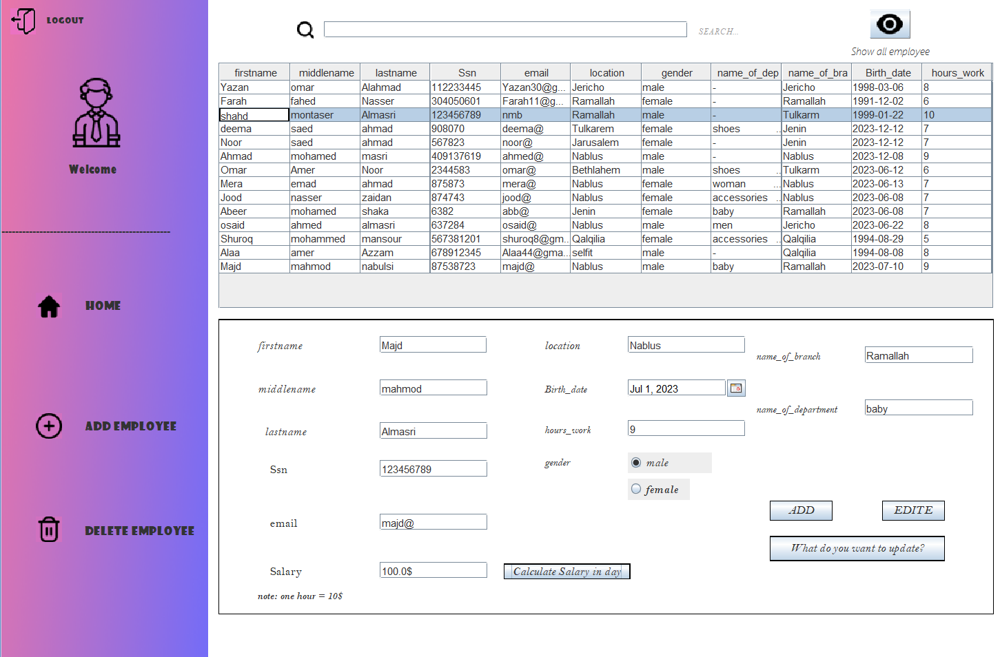 LOGOUT
Welcome
------------------------------------------------
HOME
ADD EMPLOYEE
DELETE EMPLOYEE
SEARCH...
Show all employee
firstname middlename lastname Ssn email location gender name_of_dep name_of_bra Birth_date hours_work
Yazan omar Alahmad 112233445 Yazan30@g... Jericho male - Jericho 1998-03-06 8
Farah fahed Nasser 304050601 Farah11@g... Ramallah female - Ramallah 1991-12-02 6
shahd montaser Almasri 123456789 nmb Ramallah male - Tulkarm 1999-01-22 10
deema saed ahmad 908070 deema@ Tulkarem female shoes ... Jenin 2023-12-12 7
Noor saed ahmad 567823 noor@ Jarusalem female - Jenin 2023-12-12 7
Ahmad mohamed masri 409137619 ahmed@ Nablus male - Nablus 2023-12-08 9
Omar Amer Noor 2344583 omar@ Bethlahem male shoes ... Tulkarm 2023-06-12 6
Mera emad ahmad 875873 mera@ Nablus female woman ... Nablus 2023-06-13 7
Jood nasser zaidan 874743 jood@ Nablus female accessories ... Nablus 2023-06-08 7
Abeer mohamed shaka 6382 abb@ Jenin female baby Ramallah 2023-06-08 7
osaid ahmed almasri 637284 osaid@ Nablus male men Jericho 2023-06-22 8
Shuroq mohammed mansour 567381201 shuroq8@gm... Qalqilia female accessories ... Qalqilia 1994-08-29 5
Alaa amer Azzam 678912345 Alaa44@gma... selfit male - Qalqilia 1994-08-08 8
Majd mahmod nabulsi 87538723 majd@ Nablus male baby Ramallah 2023-07-10 9
firstname Majd
middlename mahmod
lastname Almasri
Ssn 123456789
email majd@
Salary 100.0$
Calculate Salary in day
note: one hour = 10$
location Nablus
Birth_date Jul 1, 2023
hours_work 9
gender male
female
name_of_branch Ramallah
name_of_department baby
ADD
EDITE
What do you want to update?